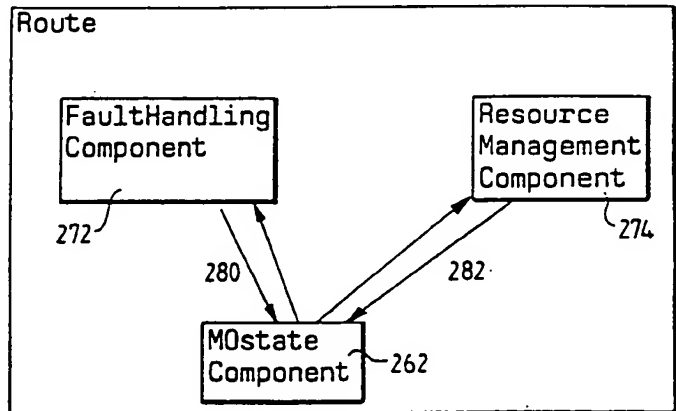 Route
FaultHandling
Component
272
Resource
Management
Component
274
280
282
MOstate
Component
262